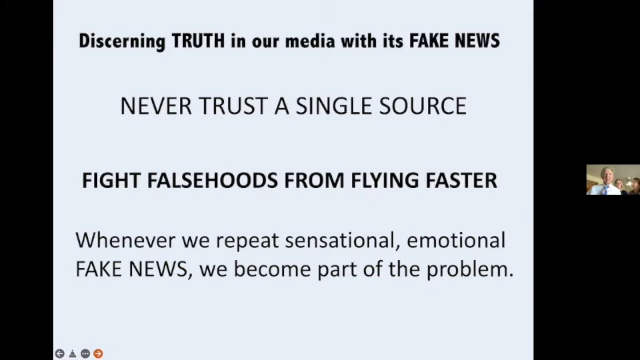 Discerning TRUTH in our media with its FAKE NEWS
NEVER TRUST A SINGLE SOURCE
FIGHT FALSEHOODS FROM FLYING FASTER
Whenever we repeat sensational, emotional
FAKE NEWS, we become part of the problem.